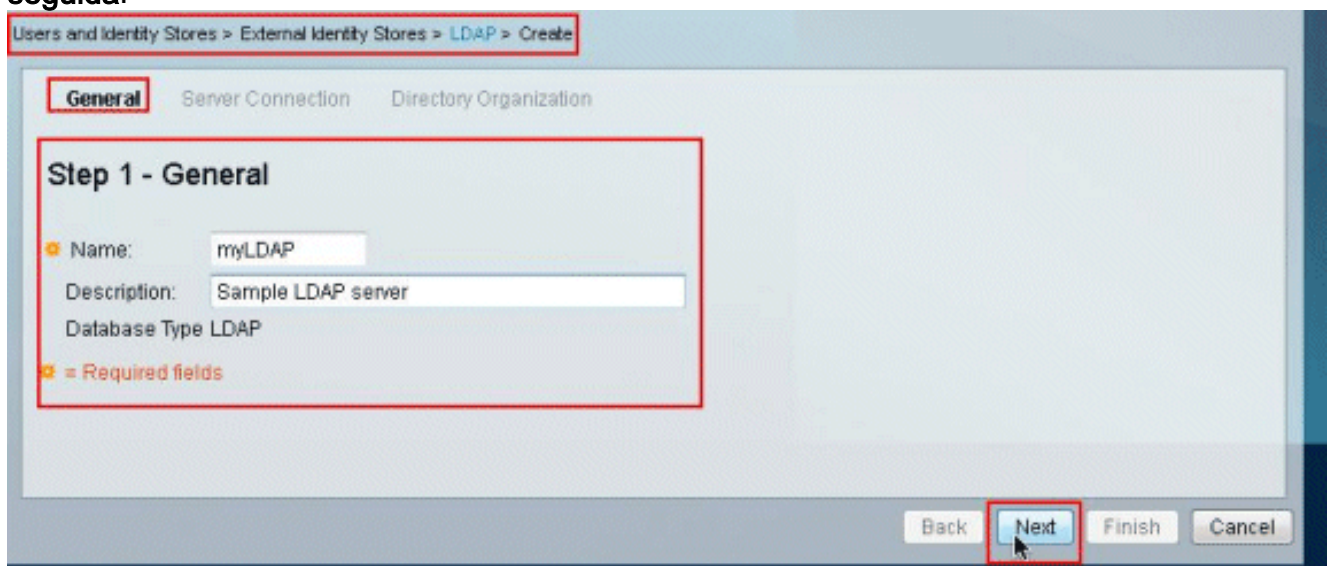 seguida.
Users and Identity Stores > External Identity Stores > LDAP > Create
General Server Connection Directory Organization
Step 1 - General
Name: myLDAP
Description: Sample LDAP server
Database Type LDAP
= Required fields
Back Next Finish Cancel